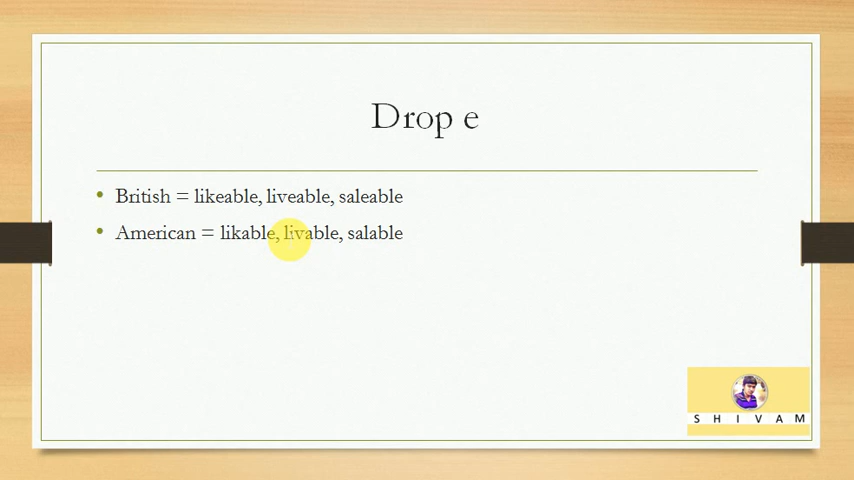 Drop e
• British = likeable, liveable, saleable
• American = likable, livable, salable
SHIVAM